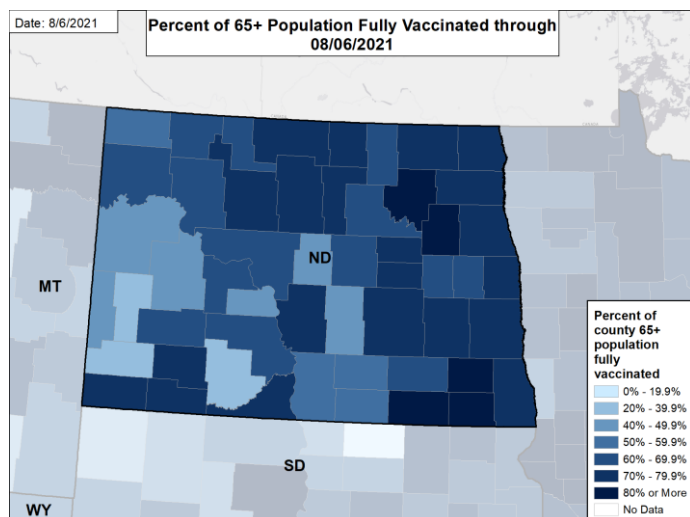 Date: 8/6/2021
Percent of 65+ Population Fully Vaccinated through
08/06/2021
ND
MT
Percent of
county 65+
population
fully
vaccinated
0% - 19.9%
20% - 39.9%
40% - 49.9%
50% - 59.9%
60% - 69.9%
70% - 79.9%
80% or More
No Data
SD
WY